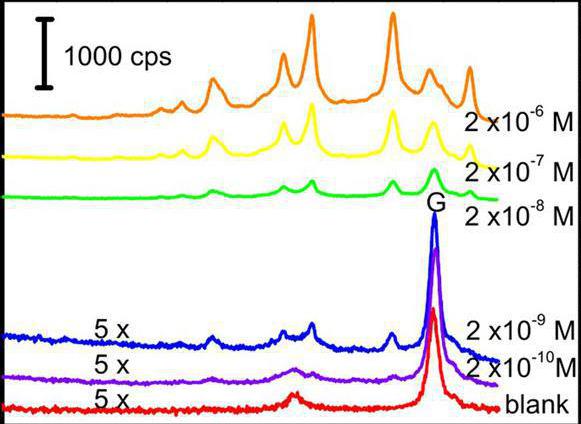 1000 cps
2 x10⁻⁶ M
2 x10⁻⁷ M
2 x10⁻⁸ M
G
5 x
2 x10⁻⁹ M
5 x
2 x10⁻¹⁰ M
5 x
blank